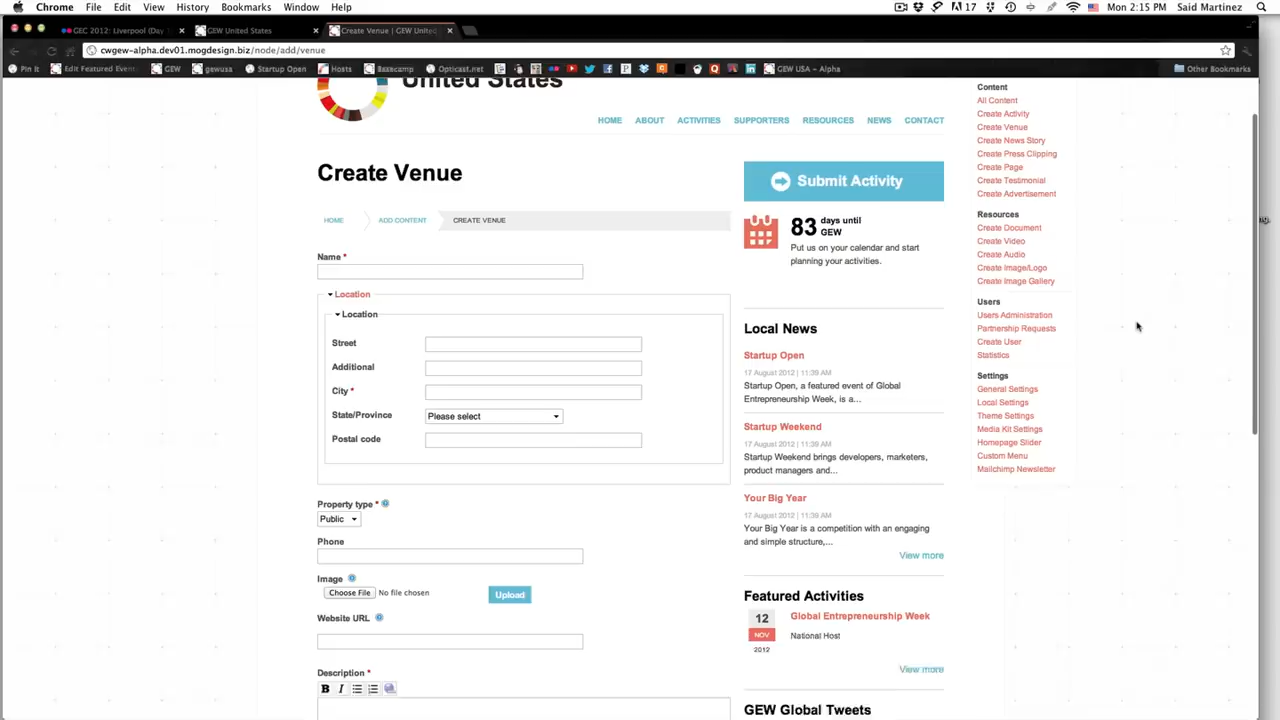 Chrome File Edit View History Bookmarks Window Help 17 Mon 2:15 PM Said Martinez
GEC 2012: Liverpool (Day GEW United States Create Venue | GEW Unite
cwgew-alpha.dev01.mogdesign.biz/node/add/venue
Pin It Edit Featured Event GEW gewusa Startup Open Hosts Basecamp Opticast.net GEW USA ~ Alpha Other Bookmarks
United States
HOME ABOUT ACTIVITIES SUPPORTERS RESOURCES NEWS CONTACT
Create Venue
HOME ADD CONTENT CREATE VENUE
Name *
Location
Location
Street
Additional
City *
State/Province Please select
Postal code
Property type *
Public
Phone
Image
Choose File No file chosen Upload
Website URL
Description *
B I
Submit Activity
83 days until
GEW
Put us on your calendar and start
planning your activities.
Local News
Startup Open
17 August 2012 | 11:39 AM
Startup Open, a featured event of Global
Entrepreneurship Week, is a...
Startup Weekend
17 August 2012 | 11:39 AM
Startup Weekend brings developers, marketers,
product managers and...
Your Big Year
17 August 2012 | 11:39 AM
Your Big Year is a competition with an engaging
and simple structure,...
View more
Featured Activities
12
NOV
2012
Global Entrepreneurship Week
National Host
View more
GEW Global Tweets
Content
All Content
Create Activity
Create Venue
Create News Story
Create Press Clipping
Create Page
Create Testimonial
Create Advertisement
Resources
Create Document
Create Video
Create Audio
Create Image/Logo
Create Image Gallery
Users
Users Administration
Partnership Requests
Create User
Statistics
Settings
General Settings
Local Settings
Theme Settings
Media Kit Settings
Homepage Slider
Custom Menu
Mailchimp Newsletter